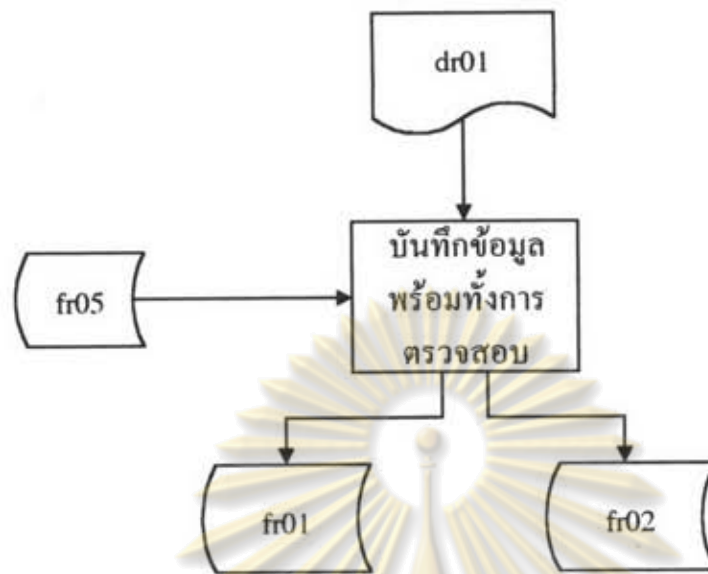 dr01
บันทึกข้อมูล
fr05
พร้อมทั้งการ
ตรวจสอบ
fr01
fr02